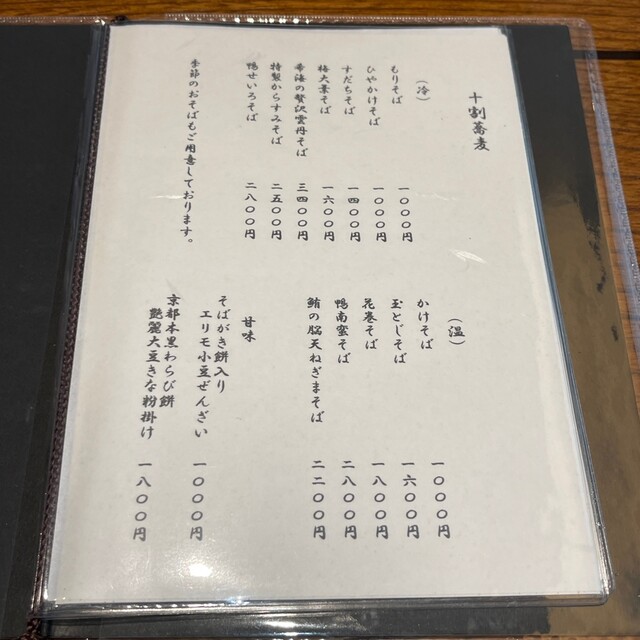 十割蕎麦
（冷）
もりそば 一〇〇〇円
ひやかけそば 一〇〇〇円
すだちそば 一四〇〇円
梅大葉そば 一六〇〇円
希海の贅沢雲丹そば 三四〇〇円
特製からすみそば 二五〇〇円
鴨せいろそば 二八〇〇円
季節のおそばもご用意しております。
（温）
かけそば 一〇〇〇円
玉とじそば 一六〇〇円
花巻そば 一八〇〇円
鴨南蛮そば 二八〇〇円
鮪の脳天ねぎまそば 二二〇〇円
甘味
そばがき餅入り
エリモ小豆ぜんざい 一〇〇〇円
京都本黒わらび餅
艶麗大豆きな粉掛け 一八〇〇円